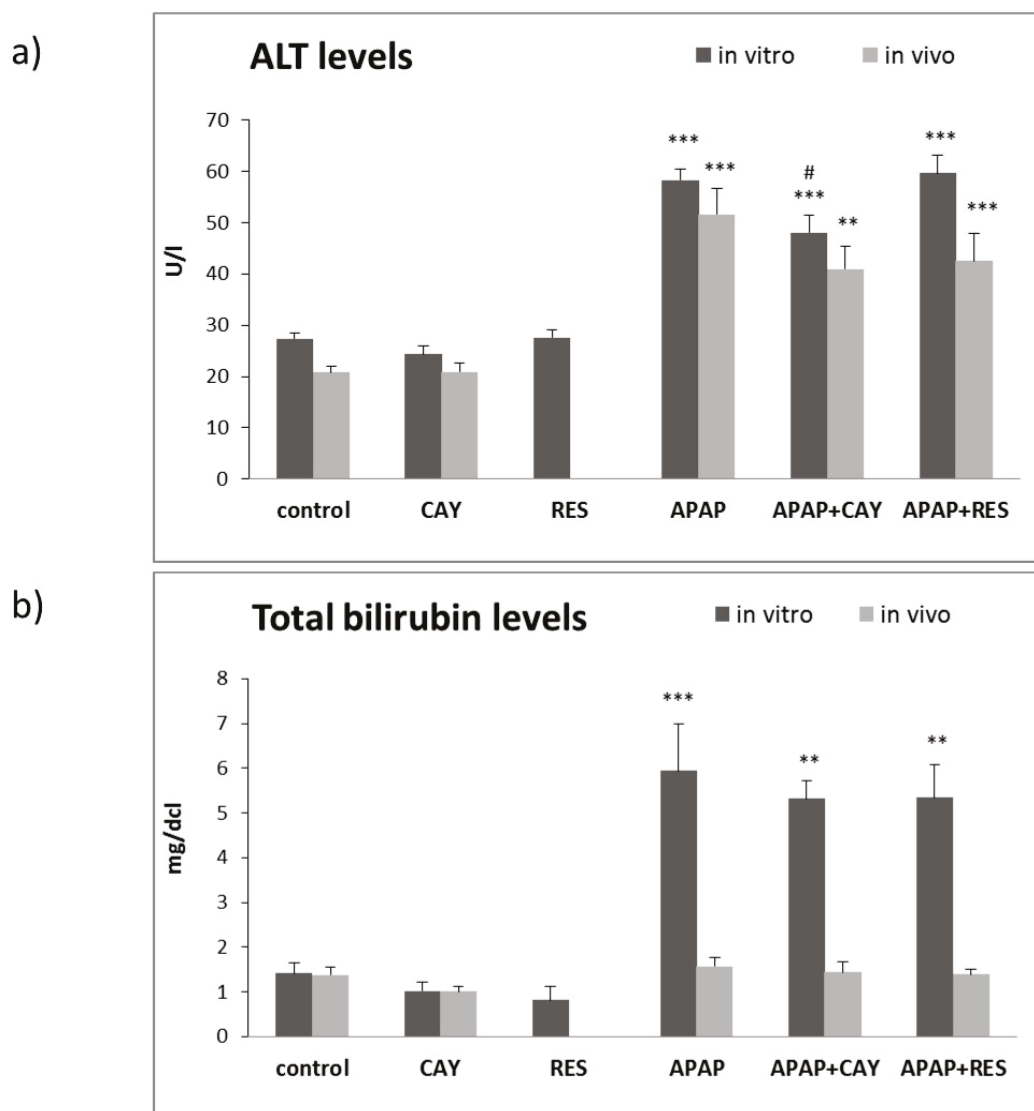 a)
ALT levels
in vitro in vivo
U/l
70
60
50
40
30
20
10
0
*** *** # *** ** *** ***
control CAY RES APAP APAP+CAY APAP+RES
b)
Total bilirubin levels
in vitro in vivo
mg/dcl
8
7
6
5
4
3
2
1
0
*** ** **
control CAY RES APAP APAP+CAY APAP+RES